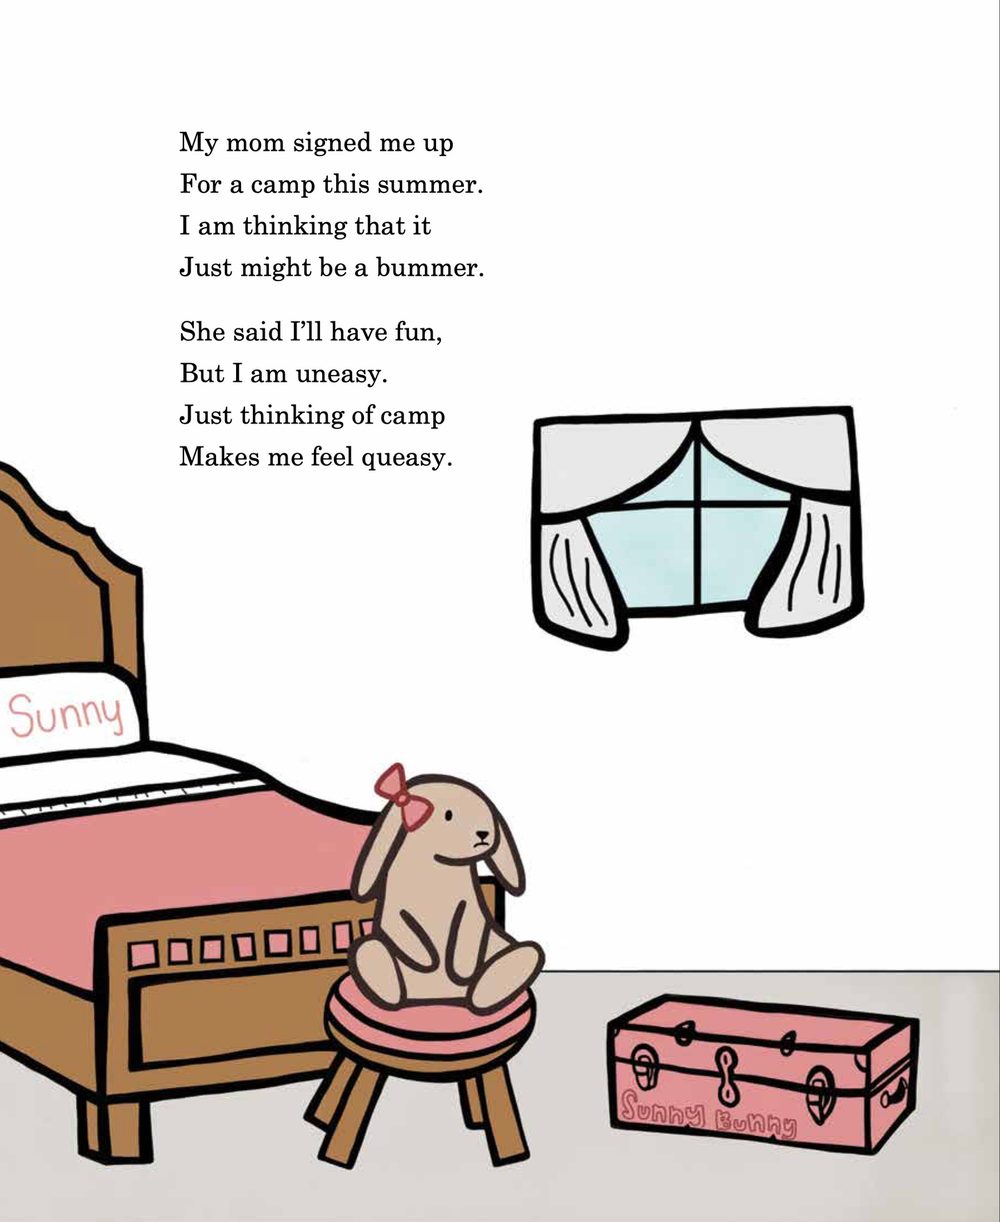 My mom signed me up
For a camp this summer.
I am thinking that it
Just might be a bummer.
She said I’ll have fun,
But I am uneasy.
Just thinking of camp
Makes me feel queasy.
Sunny
Sunny Bunny